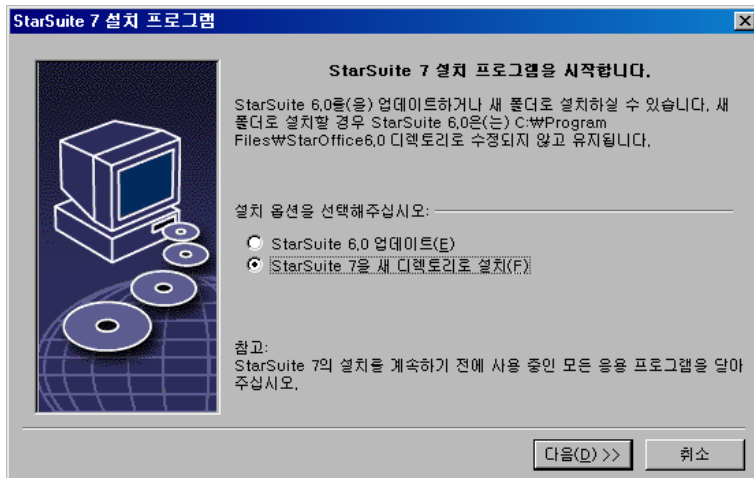 StarSuite 7 설치 프로그램
StarSuite 7 설치 프로그램을 시작합니다.
StarSuite 6.0를(을) 업데이트하거나 새 폴더로 설치하실 수 있습니다. 새
폴더로 설치할 경우 StarSuite 6.0은(는) C:₩Program
Files₩StarOffice6.0 디렉토리로 수정되지 않고 유지됩니다.
설치 옵션을 선택해주십시오:
StarSuite 6.0 업데이트(E)
StarSuite 7을 새 디렉토리로 설치(F)
참고:
StarSuite 7의 설치를 계속하기 전에 사용 중인 모든 응용 프로그램을 닫아
주십시오.
다음(D) >>
취소